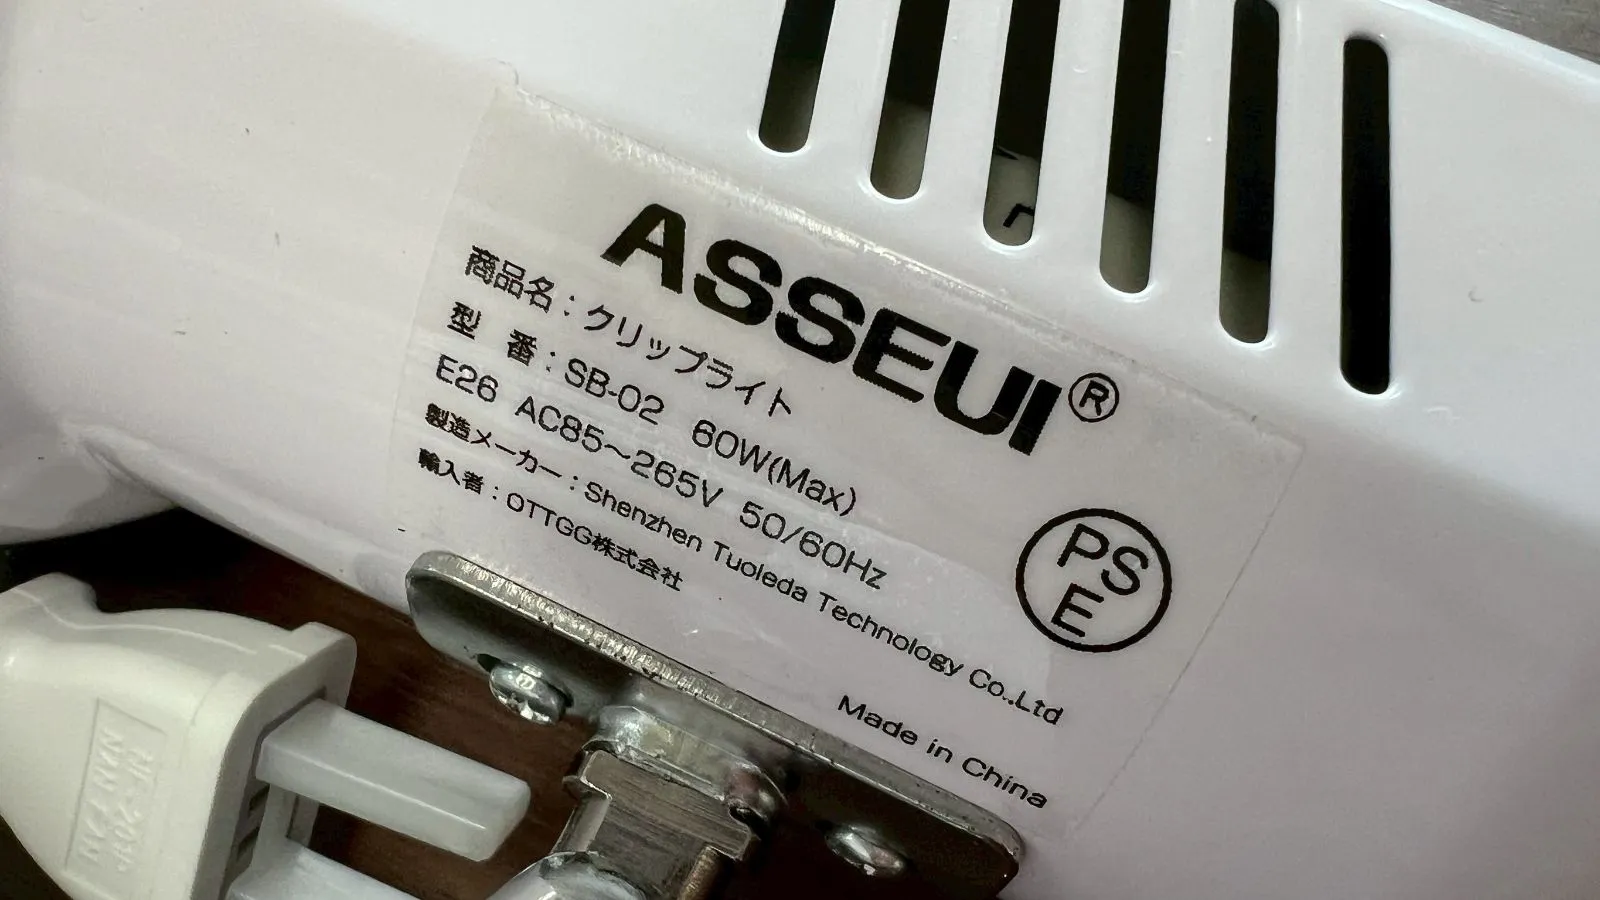 ASSEUI®
商品名：クリップライト
型　番：SB-02 60W(Max)
E26 AC85～265V 50/60Hz
製造メーカー：Shenzhen Tuoleda Technology Co.,Ltd
輸入者：OTTGG株式会社
PS
E
Made in China